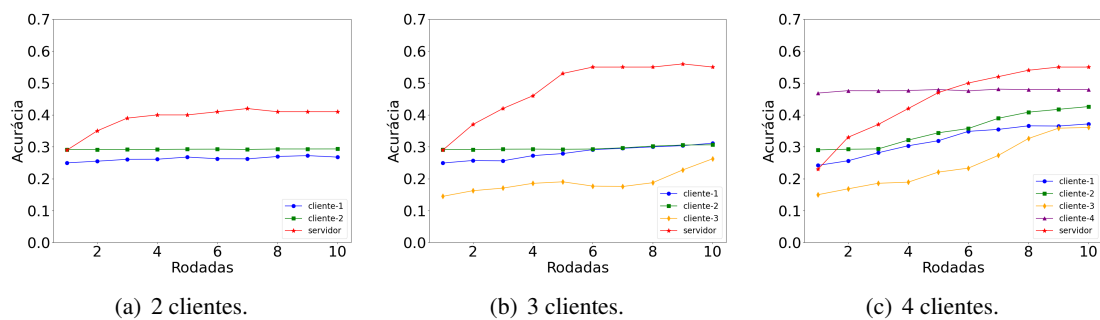 0.7
0.6
0.5
0.4
0.3
0.2
0.1
0.0
Acurácia
2 4 6 8 10
Rodadas
cliente-1
cliente-2
servidor
(a) 2 clientes.
0.7
0.6
0.5
0.4
0.3
0.2
0.1
0.0
Acurácia
2 4 6 8 10
Rodadas
cliente-1
cliente-2
cliente-3
servidor
(b) 3 clientes.
0.7
0.6
0.5
0.4
0.3
0.2
0.1
0.0
Acurácia
2 4 6 8 10
Rodadas
cliente-1
cliente-2
cliente-3
cliente-4
servidor
(c) 4 clientes.